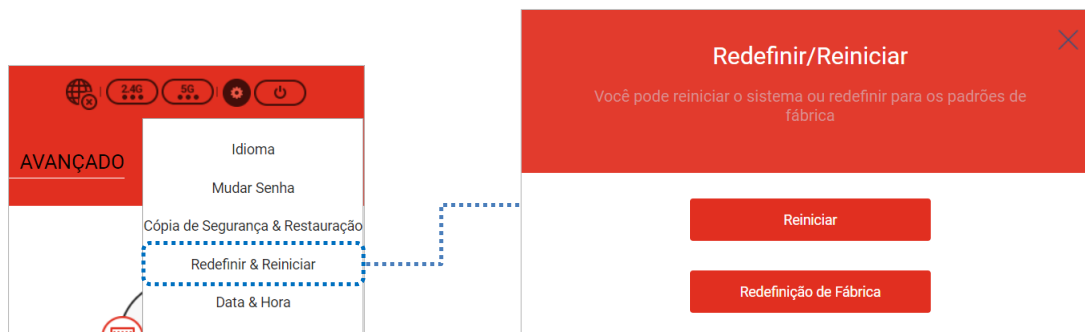 2.4G
5G
AVANÇADO
Idioma
Mudar Senha
Cópia de Segurança & Restauração
Redefinir & Reiniciar
Data & Hora
Redefinir/Reiniciar
Você pode reiniciar o sistema ou redefinir para os padrões de
fábrica
Reiniciar
Redefinição de Fábrica